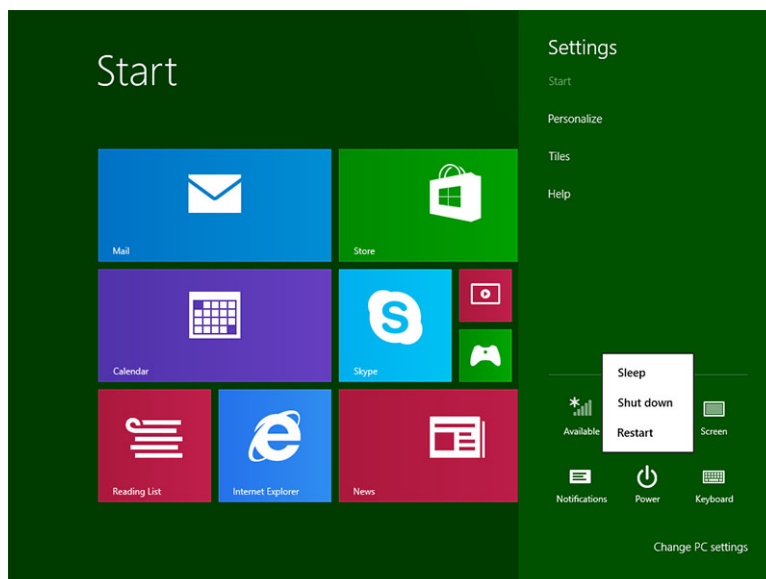 Start
Mail
Store
Calendar
Skype
Reading List
Internet Explorer
News
Settings
Start
Personalize
Tiles
Help
Sleep
Shut down
Restart
Available
Screen
Notifications
Power
Keyboard
Change PC settings